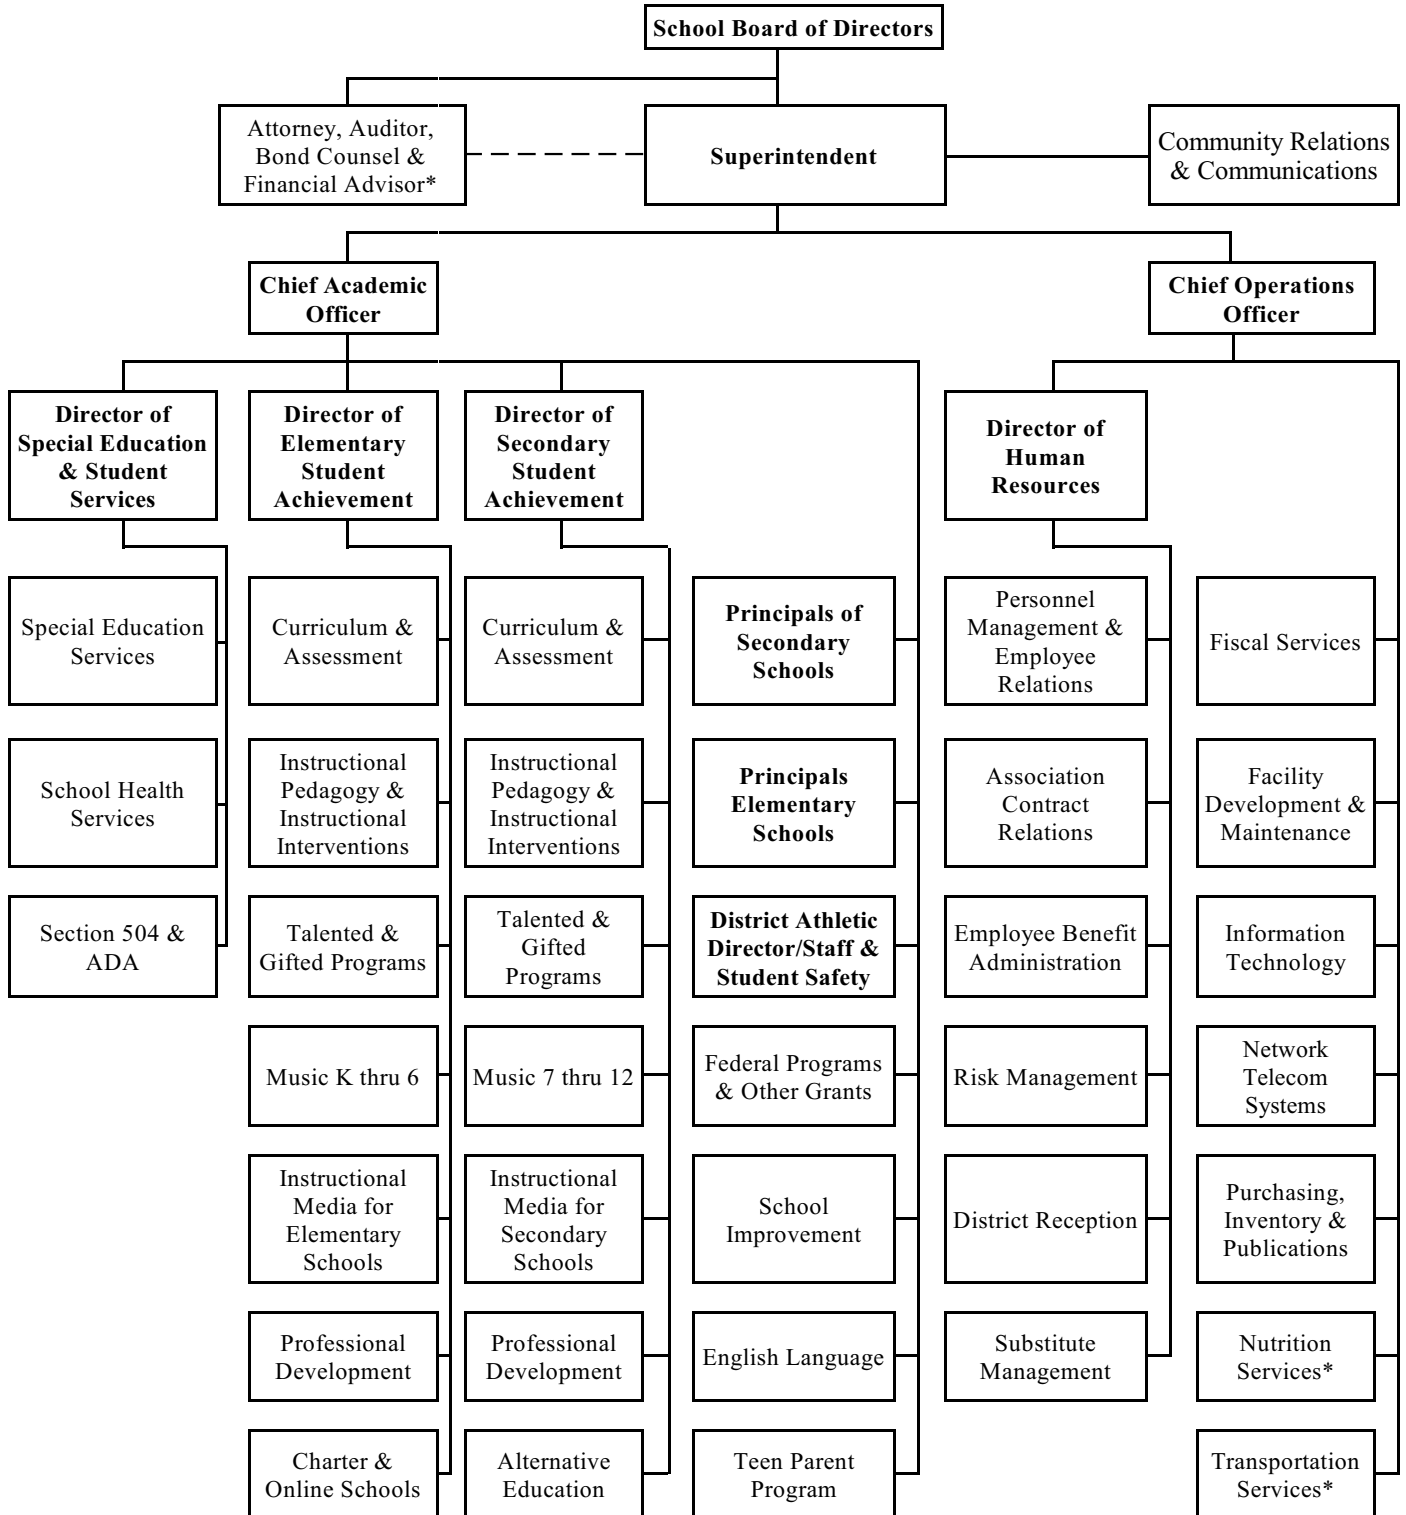 School Board of Directors
Attorney, Auditor,
Bond Counsel &
Financial Advisor*
Superintendent
Community Relations
& Communications
Chief Academic
Officer
Chief Operations
Officer
Director of
Special Education
& Student
Services
Director of
Elementary
Student
Achievement
Director of
Secondary
Student
Achievement
Director of
Human
Resources
Special Education
Services
Curriculum &
Assessment
Curriculum &
Assessment
Principals of
Secondary
Schools
Personnel
Management &
Employee
Relations
Fiscal Services
School Health
Services
Instructional
Pedagogy &
Instructional
Interventions
Instructional
Pedagogy &
Instructional
Interventions
Principals
Elementary
Schools
Association
Contract
Relations
Facility
Development &
Maintenance
Section 504 &
ADA
Talented &
Gifted Programs
Talented &
Gifted
Programs
District Athletic
Director/Staff &
Student Safety
Employee Benefit
Administration
Information
Technology
Music K thru 6
Music 7 thru 12
Federal Programs
& Other Grants
Risk Management
Network
Telecom
Systems
Instructional
Media for
Elementary
Schools
Instructional
Media for
Secondary
Schools
School
Improvement
District Reception
Purchasing,
Inventory &
Publications
Professional
Development
Professional
Development
English Language
Substitute
Management
Nutrition
Services*
Charter &
Online Schools
Alternative
Education
Teen Parent
Program
Transportation
Services*